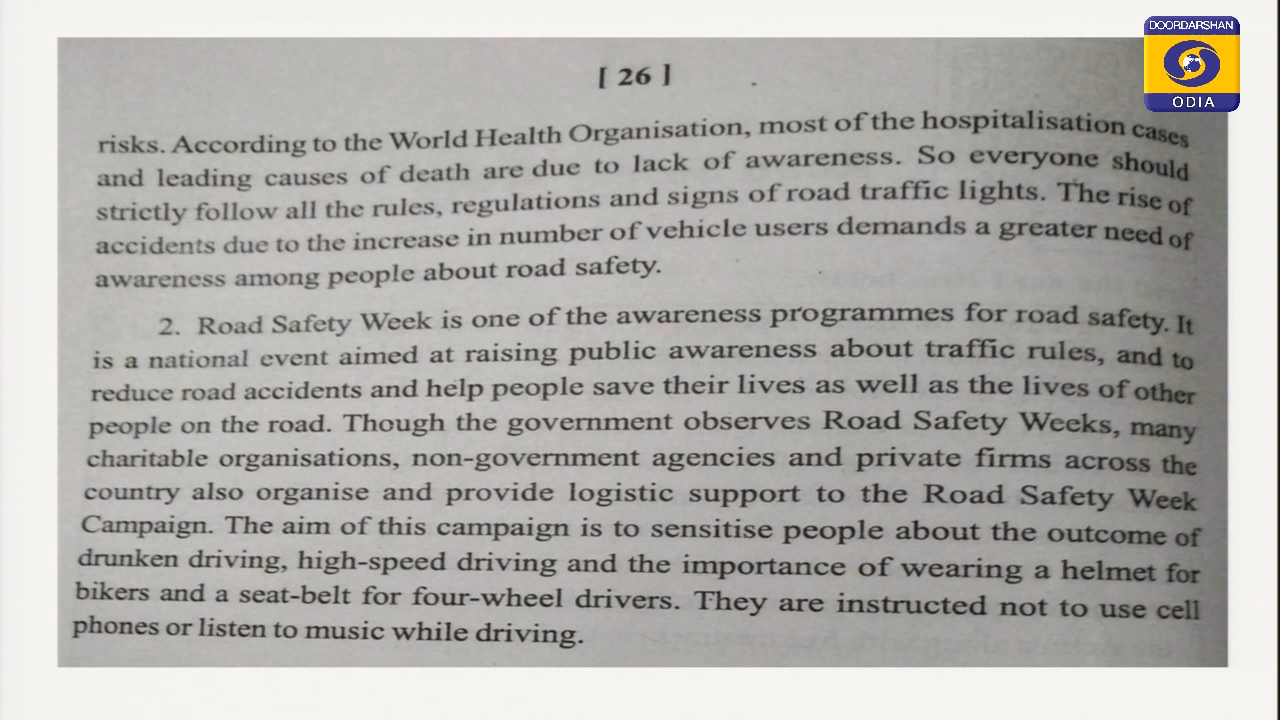 DOORDARSHAN
ODIA
[ 26 ]
risks. According to the World Health Organisation, most of the hospitalisation cases
and leading causes of death are due to lack of awareness. So everyone should
strictly follow all the rules, regulations and signs of road traffic lights. The rise of
accidents due to the increase in number of vehicle users demands a greater need of
awareness among people about road safety.
2. Road Safety Week is one of the awareness programmes for road safety. It
is a national event aimed at raising public awareness about traffic rules, and to
reduce road accidents and help people save their lives as well as the lives of other
people on the road. Though the government observes Road Safety Weeks, many
charitable organisations, non-government agencies and private firms across the
country also organise and provide logistic support to the Road Safety Week
Campaign. The aim of this campaign is to sensitise people about the outcome of
drunken driving, high-speed driving and the importance of wearing a helmet for
bikers and a seat-belt for four-wheel drivers. They are instructed not to use cell
phones or listen to music while driving.